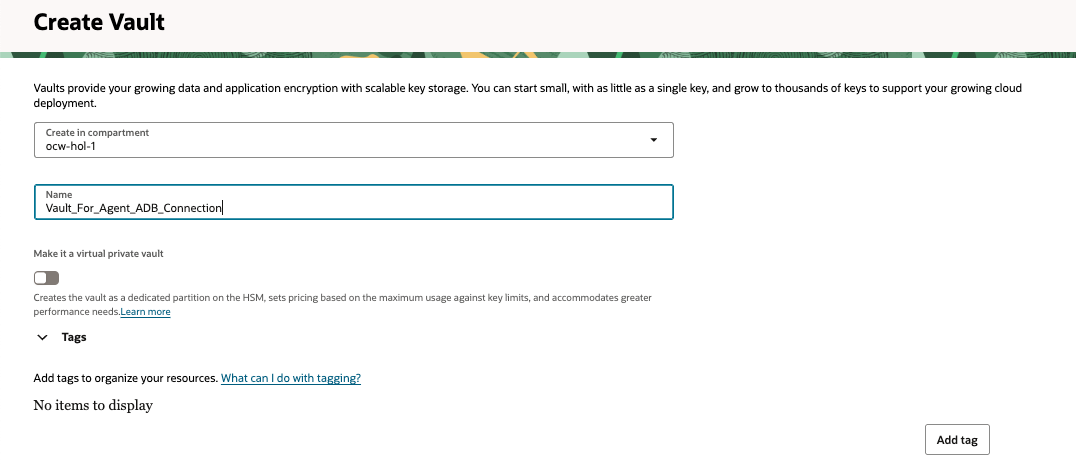 Create Vault
Vaults provide your growing data and application encryption with scalable key storage. You can start small, with as little as a single key, and grow to thousands of keys to support your growing cloud
deployment.
Create in compartment
ocw-hol-1
Name
Vault_For_Agent_ADB_Connection
Make it a virtual private vault
Creates the vault as a dedicated partition on the HSM, sets pricing based on the maximum usage against key limits, and accommodates greater
performance needs.Learn more
Tags
Add tags to organize your resources. What can I do with tagging?
No items to display
Add tag